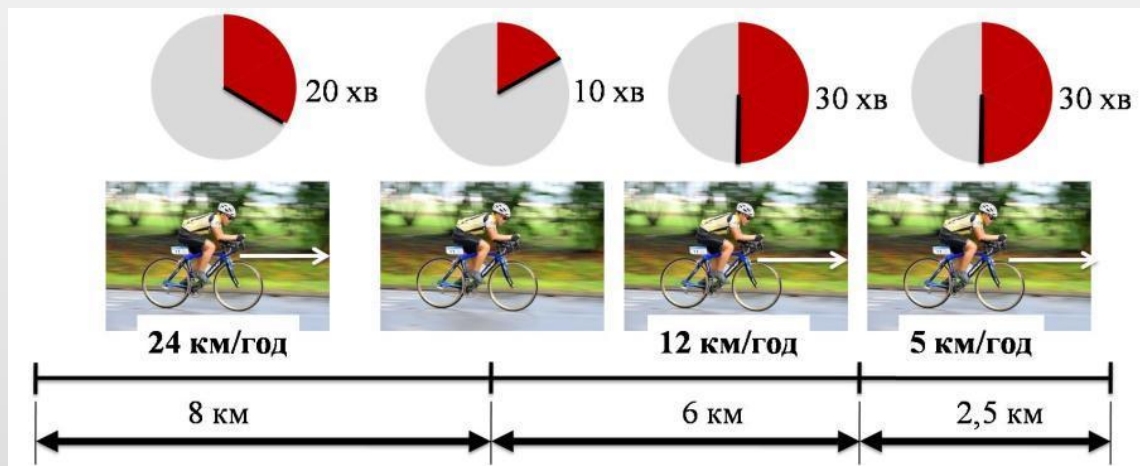 20 хв
10 хв
30 хв
30 хв
24 км/год
12 км/год
5 км/год
8 км
6 км
2,5 км